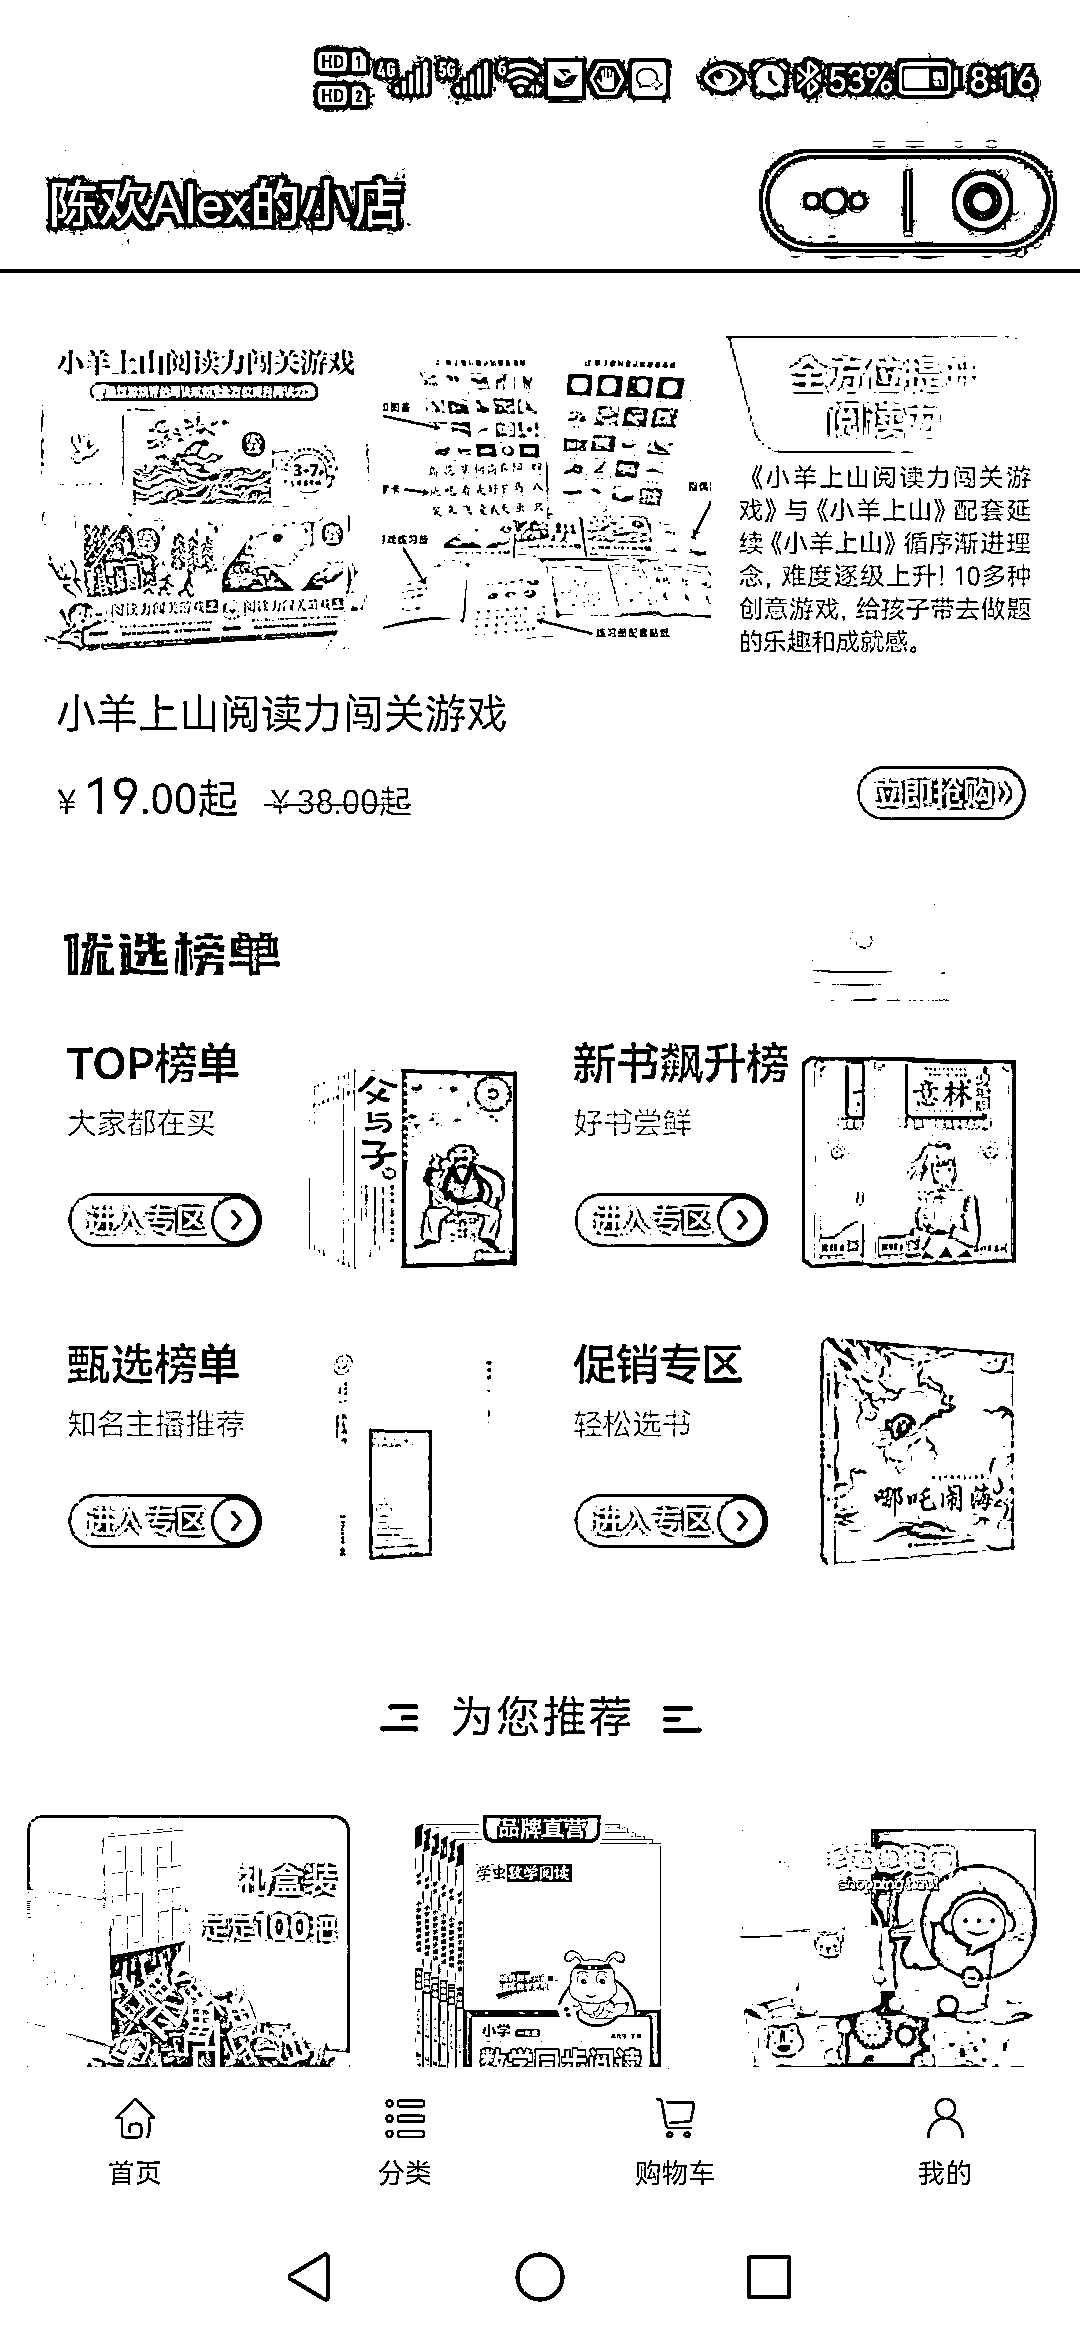 HD 1
HD 2
4G
5G
6
53%
8:16
陈欢Alex的小店
小羊上山阅读力闯关游戏
3-7
阅读力闯关游戏
阅读力闯关游戏
练习册配套贴纸
全方位提升
阅读力
《小羊上山阅读力闯关游
戏》与《小羊上山》配套延
续《小羊上山》循序渐进理
念，难度逐级上升！10多种
创意游戏，给孩子带去做题
的乐趣和成就感。
小羊上山阅读力闯关游戏
¥19.00起 ¥38.00起
立即抢购
优选榜单
TOP榜单
大家都在买
进入专区
父与子
新书飙升榜
好书尝鲜
进入专区
意林
甄选榜单
知名主播推荐
进入专区
促销专区
轻松选书
进入专区
哪吒闹海
为您推荐
礼盒装
足足100把
品牌直营
学虫数学阅读
小学
数学同步阅读
首页
分类
购物车
我的